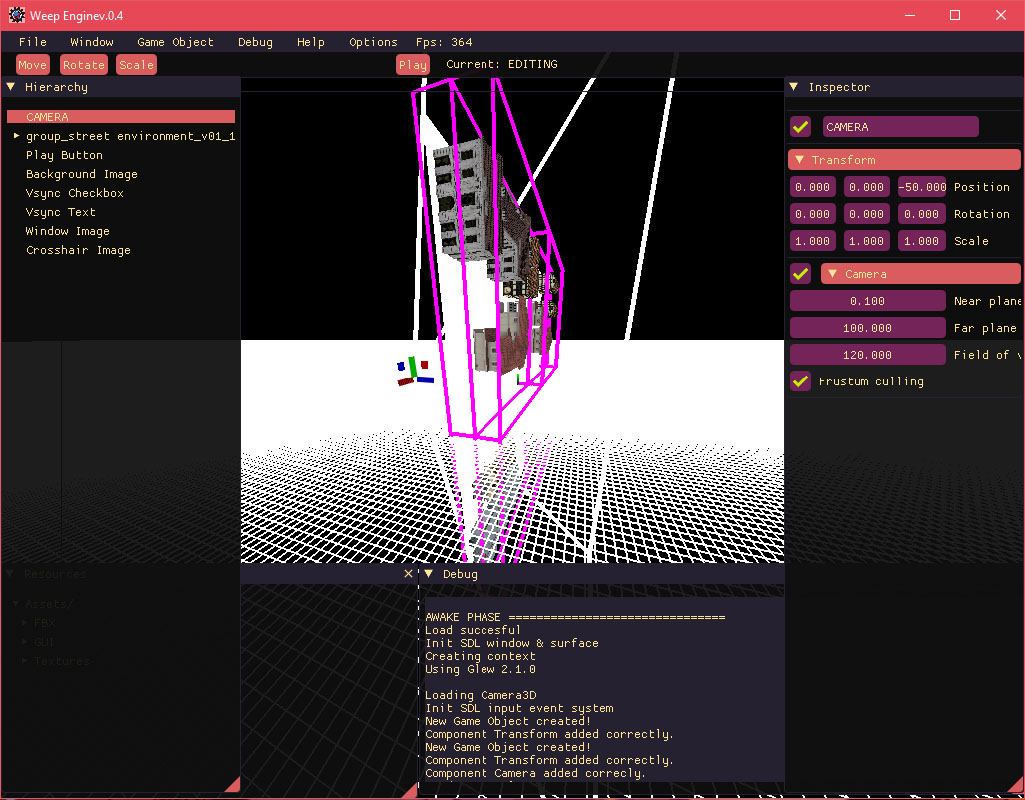 Weep Enginev.0.4
File Window Game Object Debug Help Options Fps: 364
Move Rotate Scale Play Current: EDITING
Hierarchy
CAMERA
group_street environment_v01_1
Play Button
Background Image
Vsync Checkbox
Vsync Text
Window Image
Crosshair Image
Inspector
CAMERA
Transform
0.000 0.000 -50.000 Position
0.000 0.000 0.000 Rotation
1.000 1.000 1.000 Scale
Camera
0.100 Near plane
100.000 Far plane
120.000 Field of v
Frustum culling
Resources
Assets/
FBX
GUI
Textures
Debug
AWAKE PHASE ===============================
Load succesful
Init SDL window & surface
Creating context
Using Glew 2.1.0
Loading Camera3D
Init SDL input event system
New Game Object created!
Component Transform added correctly.
New Game Object created!
Component Transform added correctly.
Component Camera added correcly.